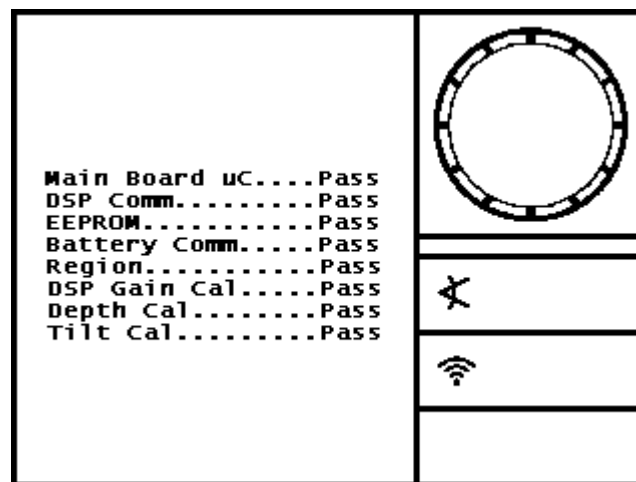 Main Board uC....Pass
DSP Comm.........Pass
EEPROM...........Pass
Battery Comm.....Pass
Region...........Pass
DSP Gain Cal.....Pass
Depth Cal........Pass
Tilt Cal.........Pass